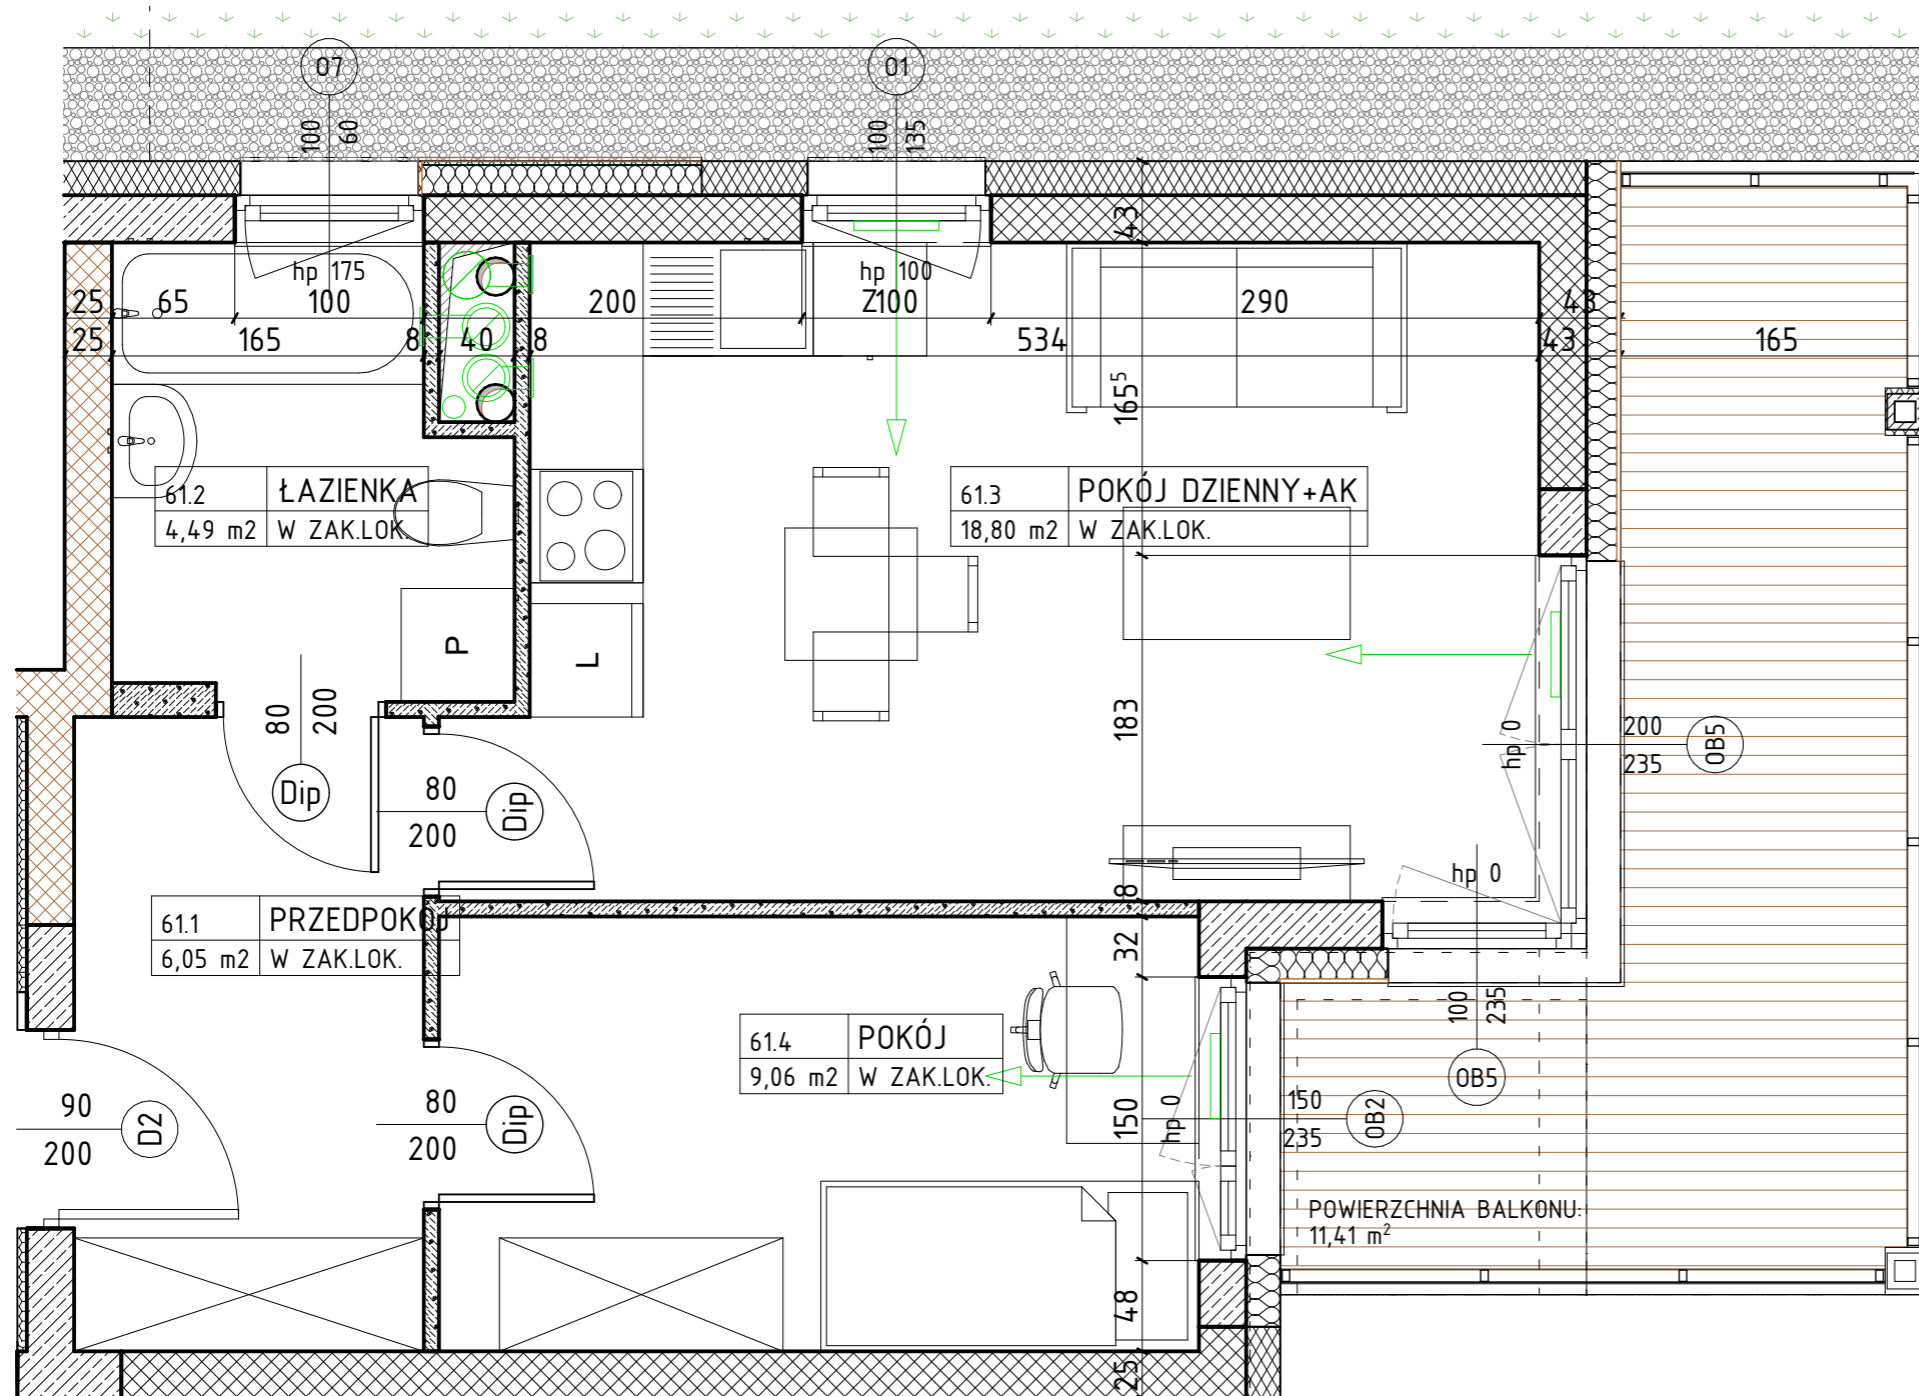 07
01
100
60
100
135
hp 175
hp 100
25
65
100
200
Z100
290
43
43
25
165
8
40
8
534
43
165
165⁵
61.2 ŁAZIENKA
4,49 m2 W ZAK.LOK.
61.3 POKÓJ DZIENNY+AK
18,80 m2 W ZAK.LOK.
P
L
80
200
Dip
80
200
Dip
183
hp 0
200
235
OB5
hp 0
8
61.1 PRZEDPOKÓJ
6,05 m2 W ZAK.LOK.
32
100
235
OB5
61.4 POKÓJ
9,06 m2 W ZAK.LOK.
90
200
D2
80
200
Dip
150
hp 0
150
235
OB2
POWIERZCHNIA BALKONU:
11,41 m²
48
25